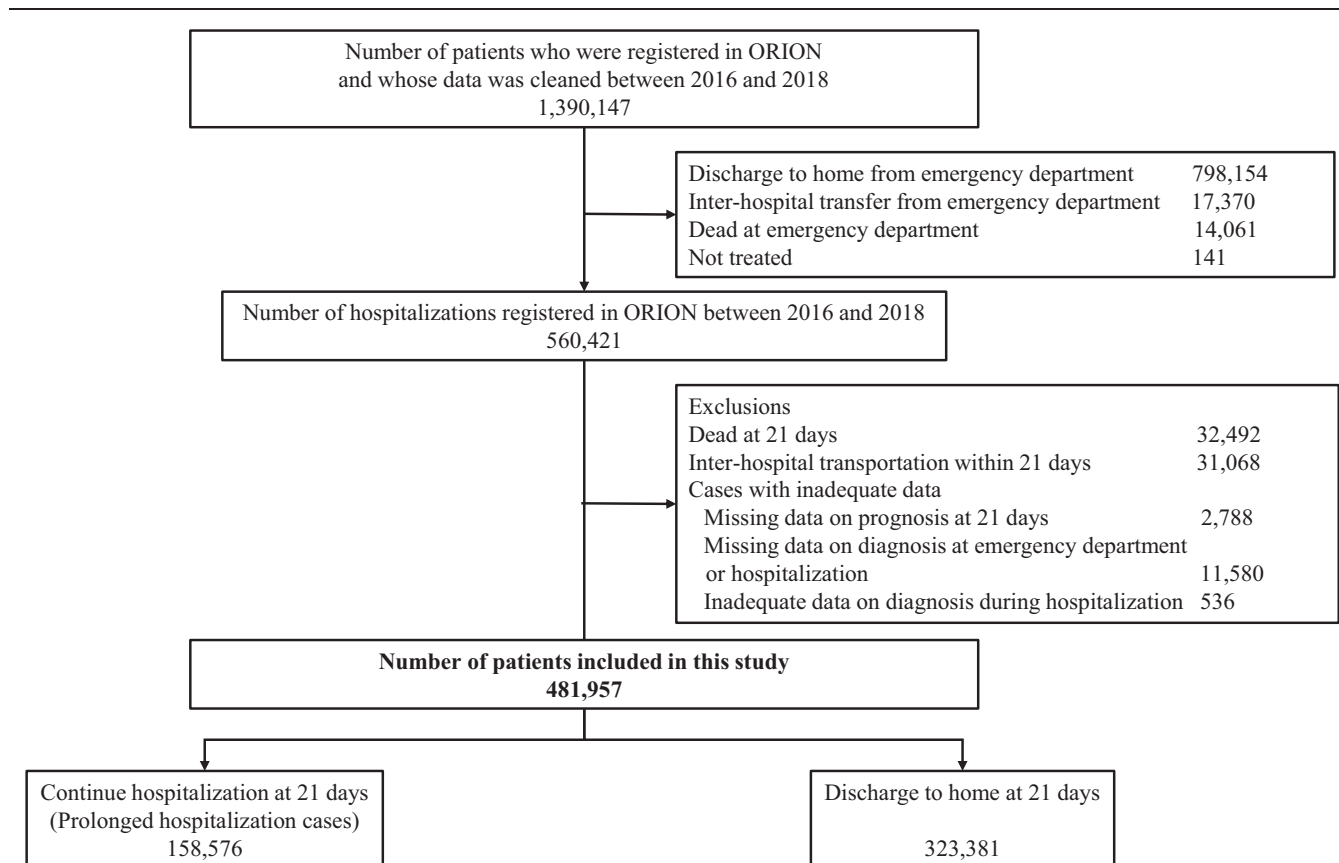 Number of patients who were registered in ORION
and whose data was cleaned between 2016 and 2018
1,390,147
Discharge to home from emergency department 798,154
Inter-hospital transfer from emergency department 17,370
Dead at emergency department 14,061
Not treated 141
Number of hospitalizations registered in ORION between 2016 and 2018
560,421
Exclusions
Dead at 21 days 32,492
Inter-hospital transportation within 21 days 31,068
Cases with inadequate data
Missing data on prognosis at 21 days 2,788
Missing data on diagnosis at emergency department
or hospitalization 11,580
Inadequate data on diagnosis during hospitalization 536
Number of patients included in this study
481,957
Continue hospitalization at 21 days
(Prolonged hospitalization cases)
158,576
Discharge to home at 21 days
323,381